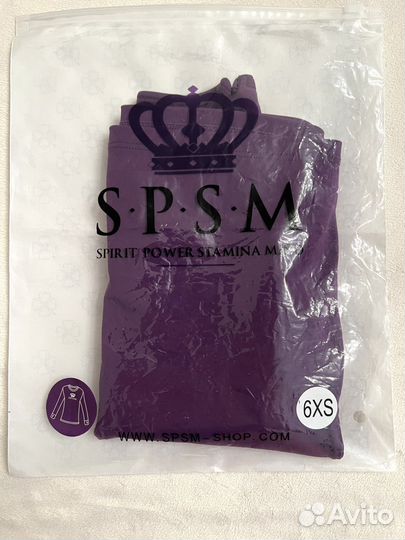 S·P·S·M
SPIRIT POWER STAMINA
6XS
WWW.SPSM-SHOP.COM
Avito